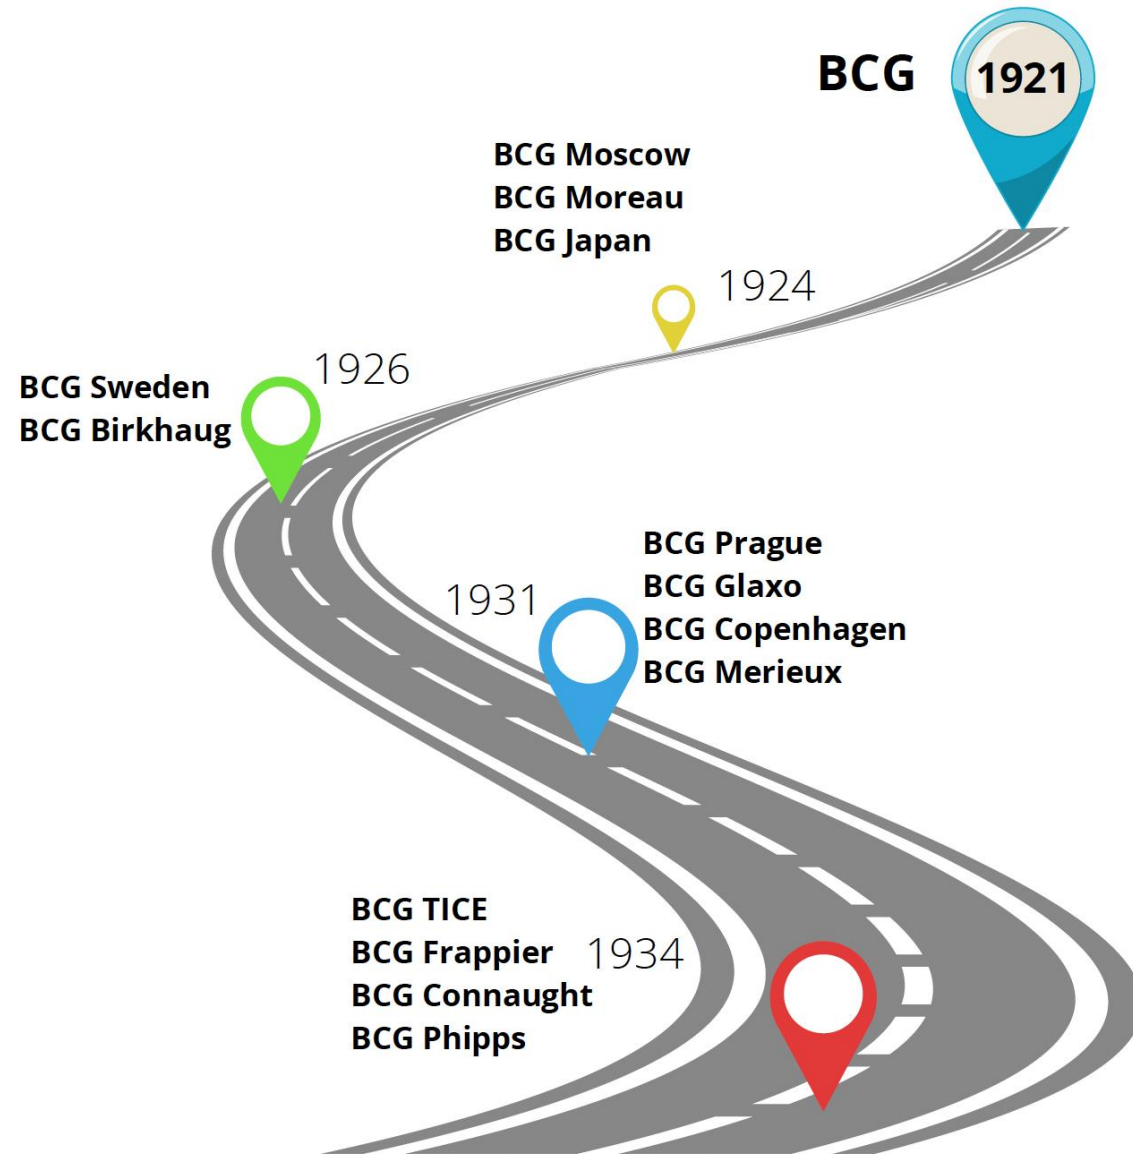 BCG
1921
BCG Moscow
BCG Moreau
BCG Japan
1924
1926
BCG Sweden
BCG Birkhaug
BCG Prague
BCG Glaxo
BCG Copenhagen
BCG Merieux
1931
BCG TICE
BCG Frappier
BCG Connaught
BCG Phipps
1934